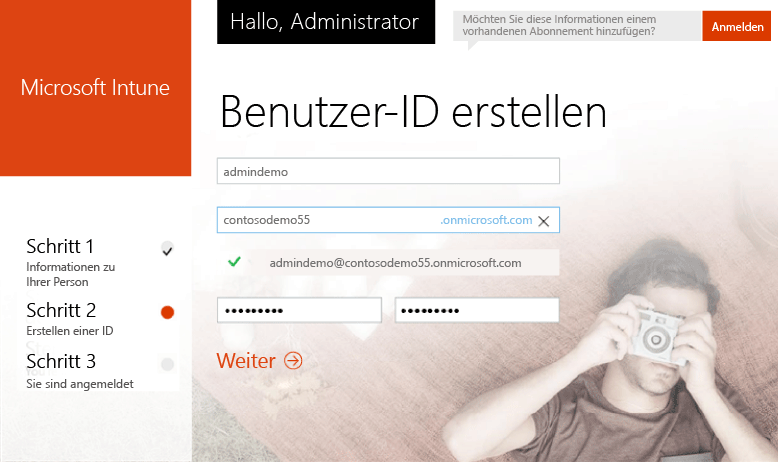 Hallo, Administrator
Möchten Sie diese Informationen einem
vorhandenen Abonnement hinzufügen?
Anmelden
Microsoft Intune
Benutzer-ID erstellen
admindemo
contosodemo55
.onmicrosoft.com
admindemo@contosodemo55.onmicrosoft.com
•••••••••
•••••••••
Weiter
Schritt 1
Informationen zu
Ihrer Person
Schritt 2
Erstellen einer ID
Schritt 3
Sie sind angemeldet